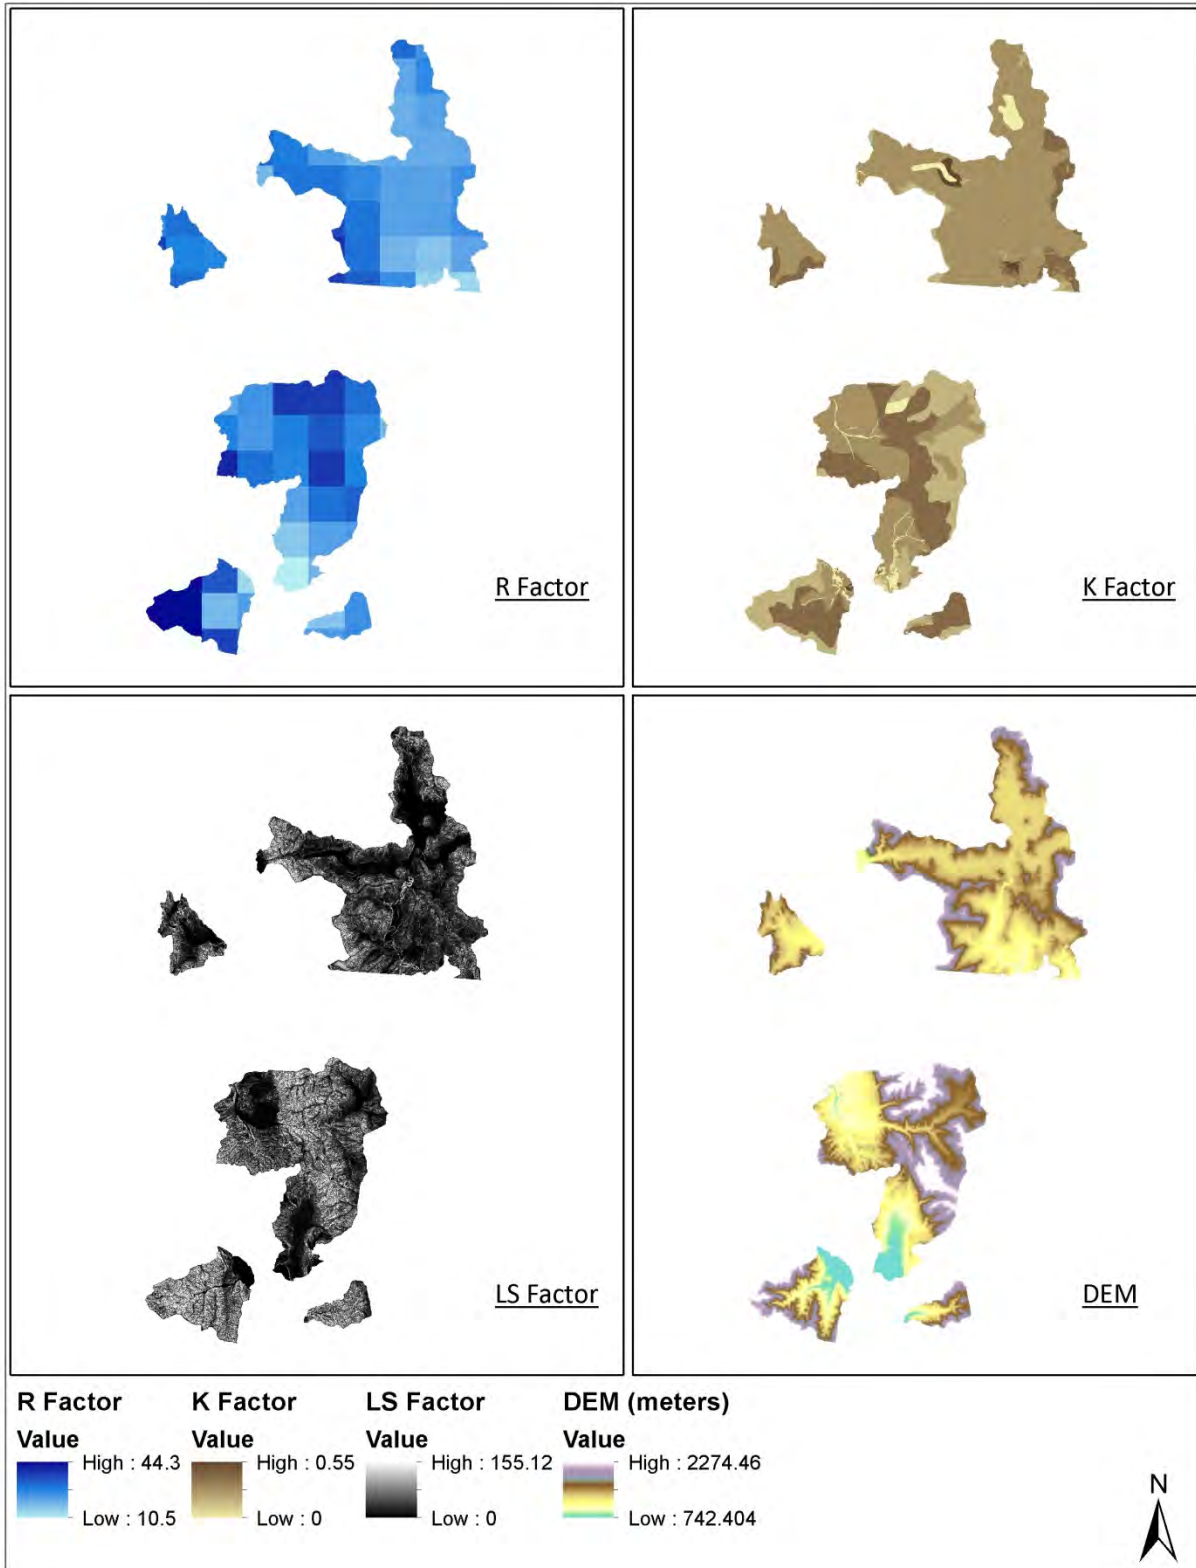 R Factor
K Factor
LS Factor
DEM
R Factor
Value
High : 44.3
Low : 10.5
K Factor
Value
High : 0.55
Low : 0
LS Factor
Value
High : 155.12
Low : 0
DEM (meters)
Value
High : 2274.46
Low : 742.404
N